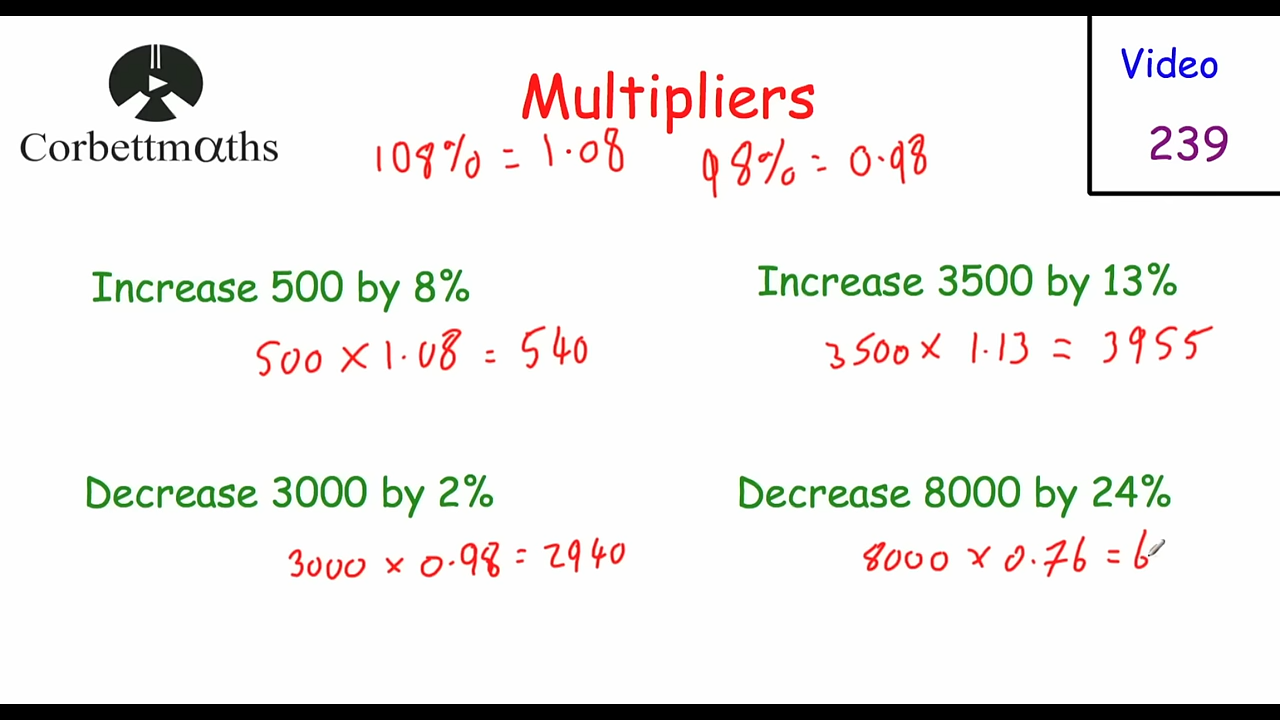 Corbettmαths
Multipliers
Video
239
108% = 1.08 98% = 0.98
Increase 500 by 8%
500 × 1.08 = 540
Increase 3500 by 13%
3500 × 1.13 = 3955
Decrease 3000 by 2%
3000 × 0.98 = 2940
Decrease 8000 by 24%
8000 × 0.76 = 6